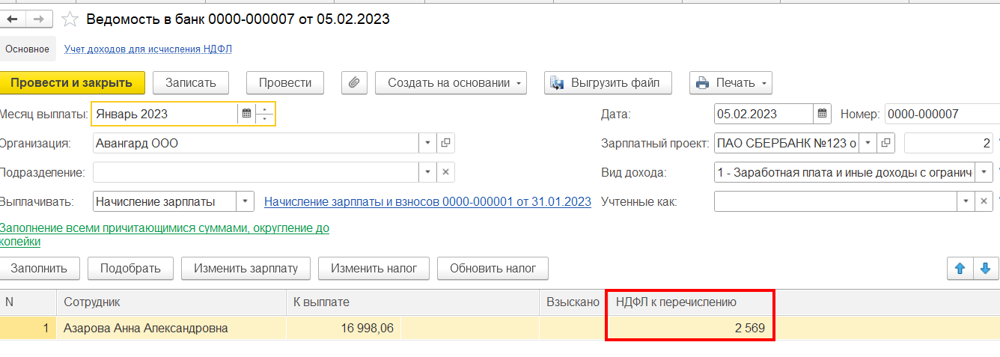 Ведомость в банк 0000-000007 от 05.02.2023
Основное Учет доходов для исчисления НДФЛ
Провести и закрыть Записать Провести Создать на основании Выгрузить файл Печать
Месяц выплаты: Январь 2023 Дата: 05.02.2023 Номер: 0000-000007
Организация: Авангард ООО Зарплатный проект: ПАО СБЕРБАНК №123 о 2
Подразделение: Вид дохода: 1 - Заработная плата и иные доходы с огранич
Выплачивать: Начисление зарплаты Начисление зарплаты и взносов 0000-000001 от 31.01.2023 Учтенные как:
Заполнение всеми причитающимися суммами, округление до
копейки
Заполнить Подобрать Изменить зарплату Изменить налог Обновить налог
N Сотрудник К выплате Взыскано НДФЛ к перечислению
1 Азарова Анна Александровна 16 998,06 2 569